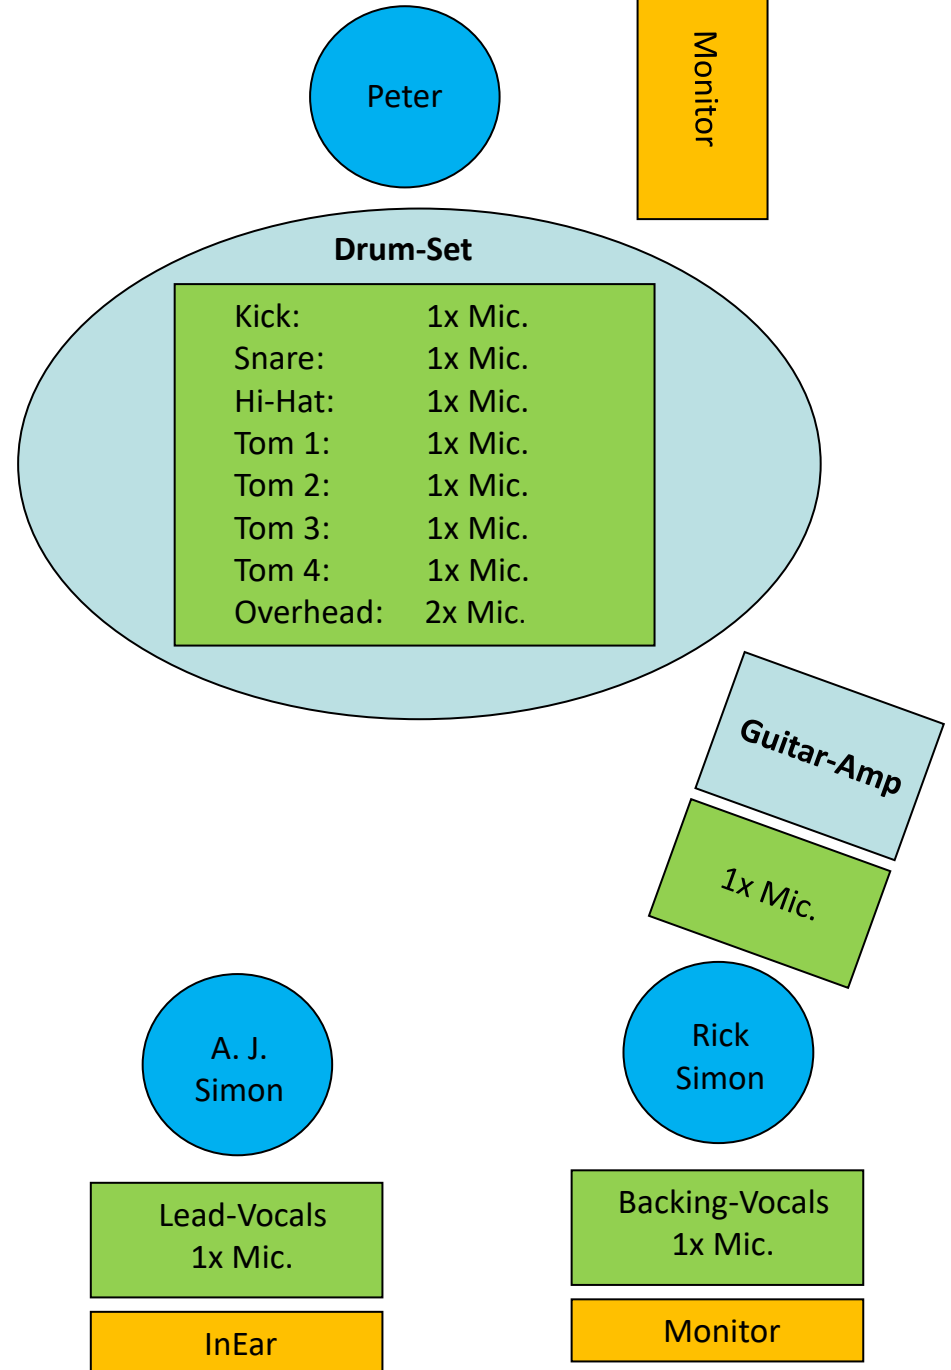 Peter
Monitor
Drum-Set
Kick: 1x Mic.
Snare: 1x Mic.
Hi-Hat: 1x Mic.
Tom 1: 1x Mic.
Tom 2: 1x Mic.
Tom 3: 1x Mic.
Tom 4: 1x Mic.
Overhead: 2x Mic.
Guitar-Amp
1x Mic.
A. J.
Simon
Rick
Simon
Lead-Vocals
1x Mic.
Backing-Vocals
1x Mic.
InEar
Monitor